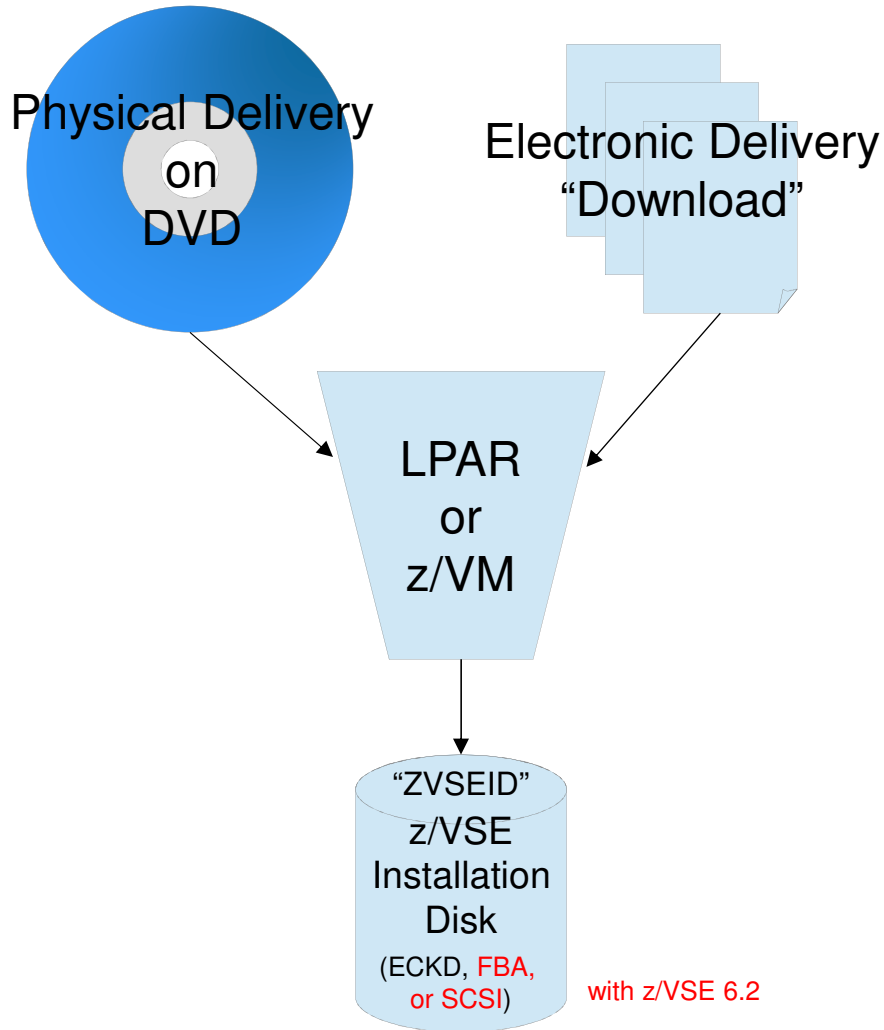 Physical Delivery
on
DVD
Electronic Delivery
“Download”
LPAR
or
z/VM
“ZVSEID”
z/VSE
Installation
Disk
(ECKD, FBA,
or SCSI)
with z/VSE 6.2